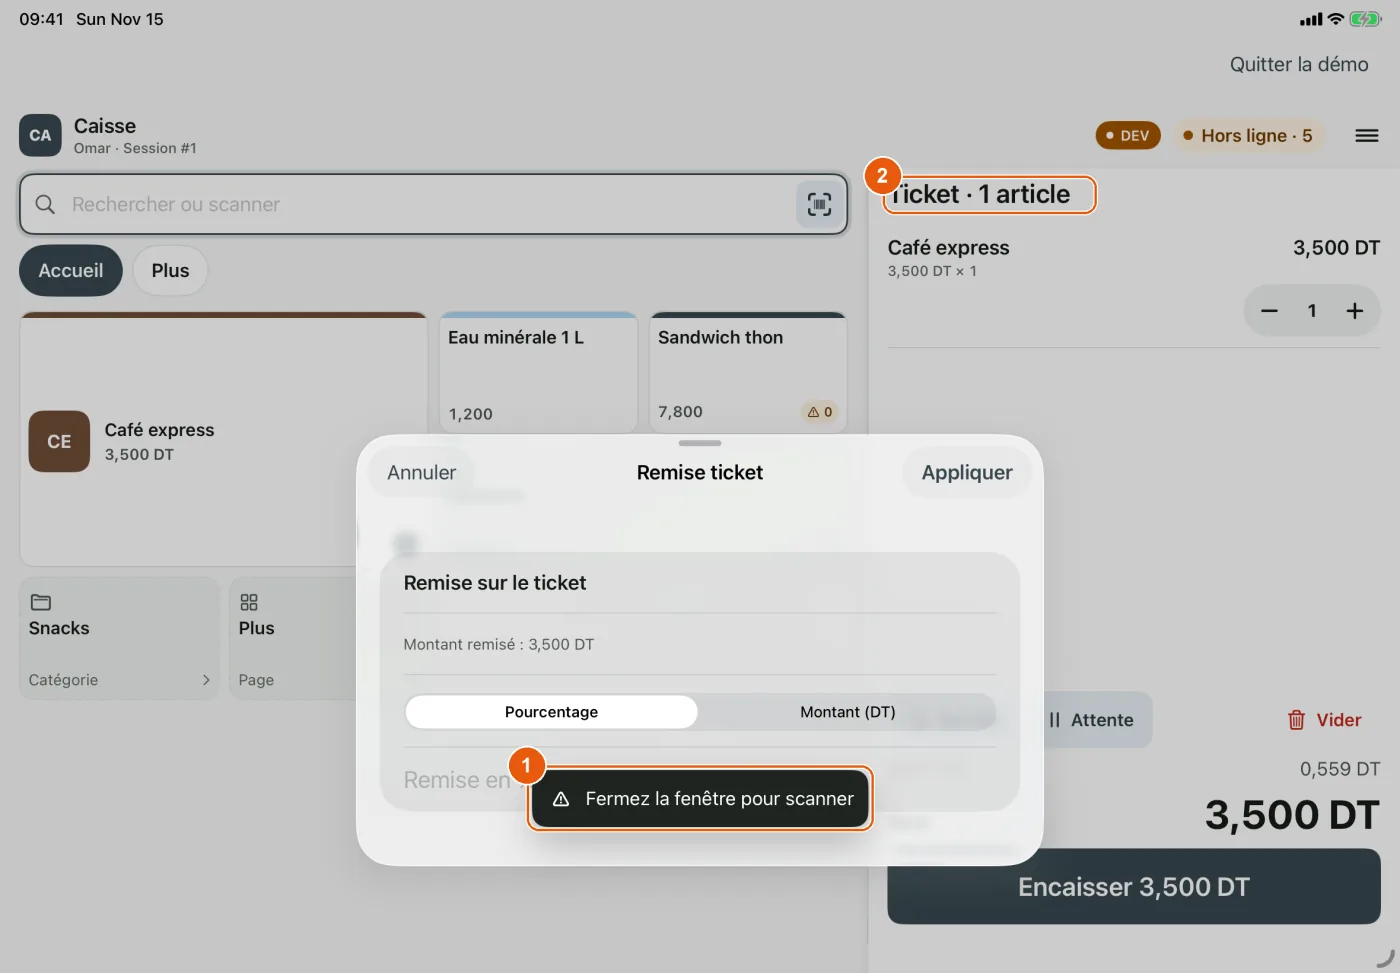 09:41 Sun Nov 15
Quitter la démo
CA
Caisse
Omar · Session #1
DEV
Hors ligne · 5
Rechercher ou scanner
2
Ticket · 1 article
Café express
3,500 DT
3,500 DT × 1
− 1 +
Accueil
Plus
Eau minérale 1 L
1,200
Sandwich thon
7,800
0
CE
Café express
3,500 DT
Snacks
Catégorie
Plus
Page
Annuler
Remise ticket
Appliquer
Remise sur le ticket
Montant remisé : 3,500 DT
Pourcentage
Montant (DT)
Remise en
1
Fermez la fenêtre pour scanner
Attente
Vider
0,559 DT
3,500 DT
Encaisser 3,500 DT